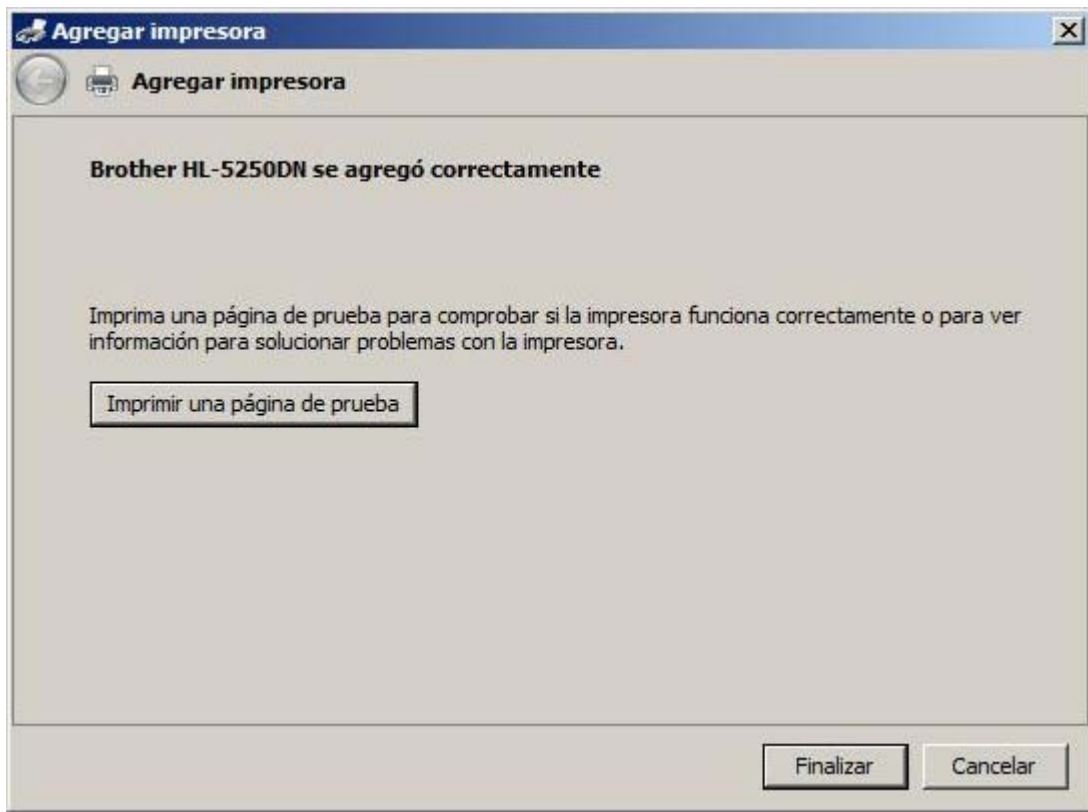 Agregar impresora
Agregar impresora
Brother HL-5250DN se agregó correctamente
Imprima una página de prueba para comprobar si la impresora funciona correctamente o para ver
información para solucionar problemas con la impresora.
Imprimir una página de prueba
Finalizar
Cancelar